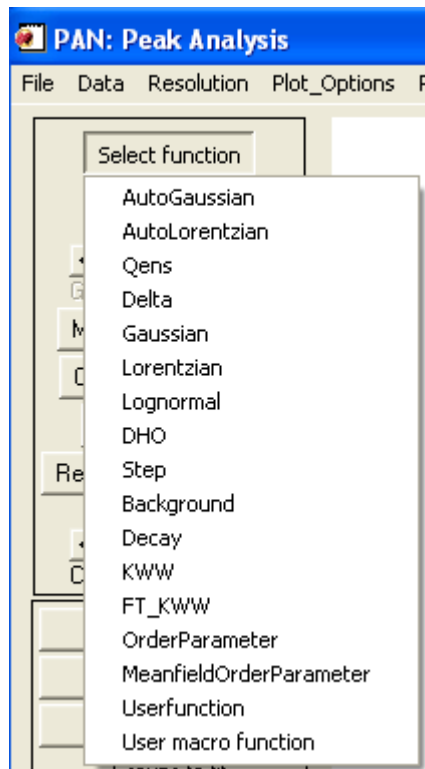 PAN: Peak Analysis
File Data Resolution Plot_Options
Select function
AutoGaussian
AutoLorentzian
Qens
Delta
Gaussian
Lorentzian
Lognormal
DHO
Step
Background
Decay
KWW
FT_KWW
OrderParameter
MeanfieldOrderParameter
Userfunction
User macro function